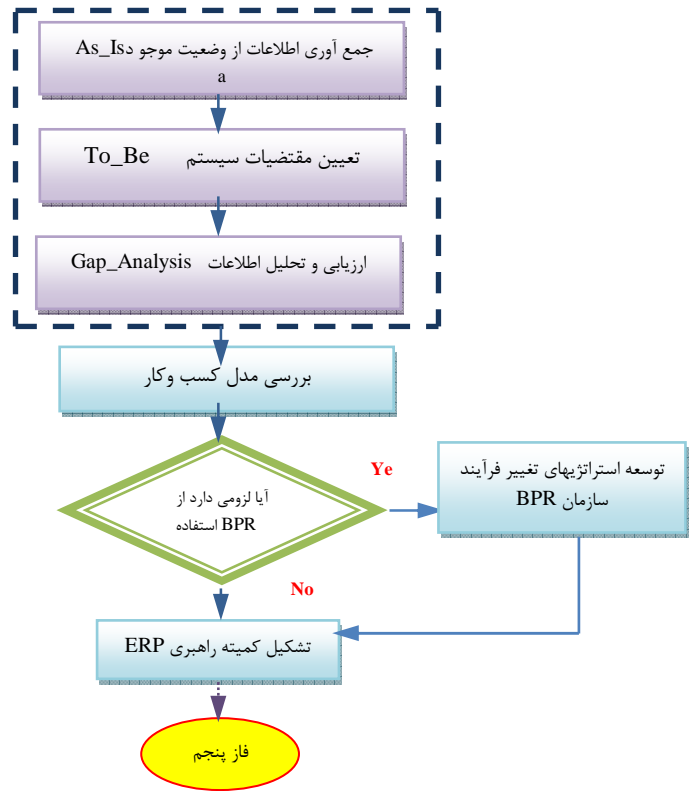 جمع آوری اطلاعات از وضعیت موجو دAs_Is
a
تعیین مقتضیات سیستم To_Be
ارزیابی و تحلیل اطلاعات Gap_Analysis
بررسی مدل کسب وکار
Ye
توسعه استراتژیهای تغییر فرآیند
سازمان BPR
آیا لزومی دارد از
BPR استفاده
No
تشکیل کمیته راهبری ERP
فاز پنجم